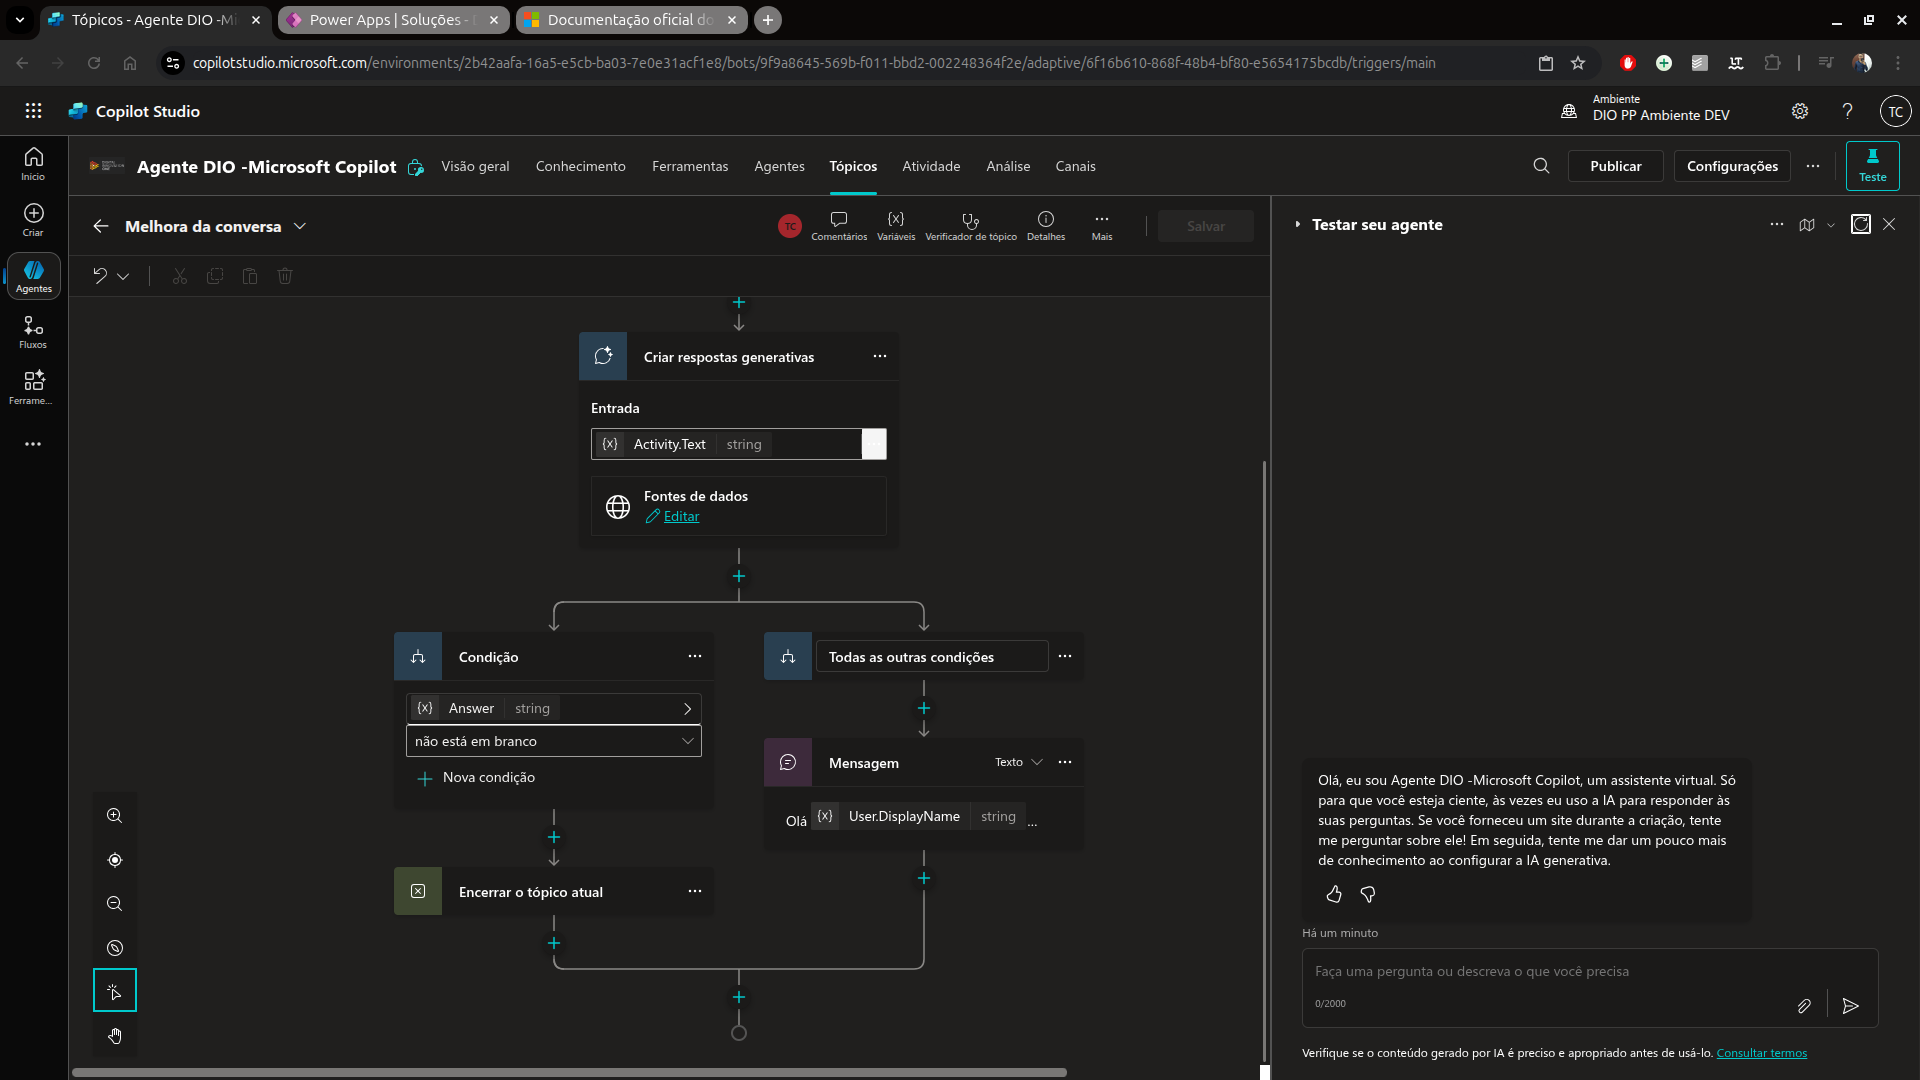 Tópicos - Agente DIO -Mi
Power Apps | Soluções -
Documentação oficial do
copilotstudio.microsoft.com/environments/2b42aafa-16a5-e5cb-ba03-7e0e31acf1e8/bots/9f9a8645-569b-f011-bbd2-002248364f2e/adaptive/6f16b610-868f-48b4-bf80-e5654175bcdb/triggers/main
Copilot Studio
Ambiente
DIO PP Ambiente DEV
TC
Início
Criar
Agentes
Fluxos
Ferrame...
Agente DIO -Microsoft Copilot
Visão geral
Conhecimento
Ferramentas
Agentes
Tópicos
Atividade
Análise
Canais
Publicar
Configurações
Teste
Melhora da conversa
TC
Comentários
Variáveis
Verificador de tópico
Detalhes
Mais
Salvar
Criar respostas generativas
Entrada
{x} Activity.Text string
Fontes de dados
Editar
Condição
{x} Answer string
não está em branco
Nova condição
Encerrar o tópico atual
Todas as outras condições
Mensagem
Texto
Olá {x} User.DisplayName string ...
Testar seu agente
Olá, eu sou Agente DIO -Microsoft Copilot, um assistente virtual. Só
para que você esteja ciente, às vezes eu uso a IA para responder às
suas perguntas. Se você forneceu um site durante a criação, tente
me perguntar sobre ele! Em seguida, tente me dar um pouco mais
de conhecimento ao configurar a IA generativa.
Há um minuto
Faça uma pergunta ou descreva o que você precisa
0/2000
Verifique se o conteúdo gerado por IA é preciso e apropriado antes de usá-lo. Consultar termos